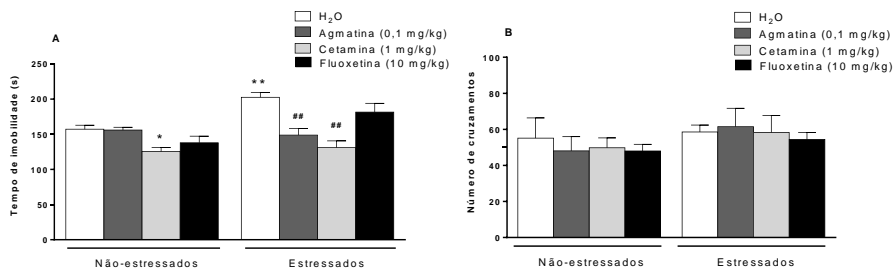 A
H2O
Agmatina (0,1 mg/kg)
Cetamina (1 mg/kg)
Fluoxetina (10 mg/kg)
Tempo de imobilidade (s)
250
200
150
100
50
0
*
**
##
##
Não-estressados
Estressados
B
H2O
Agmatina (0,1 mg/kg)
Cetamina (1 mg/kg)
Fluoxetina (10 mg/kg)
Número de cruzamentos
100
80
60
40
20
0
Não-estressados
Estressados